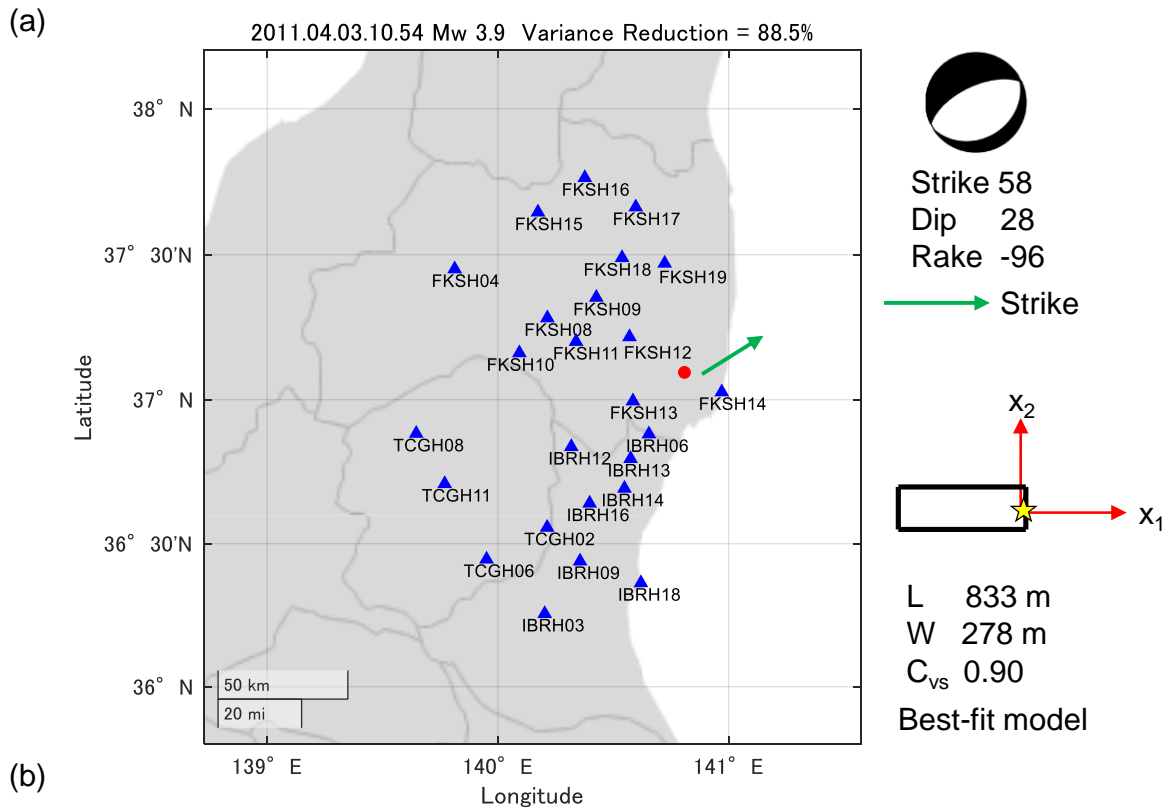 (a)
2011.04.03.10.54 Mw 3.9 Variance Reduction = 88.5%
38° N
37° 30'N
37° N
36° 30'N
36° N
Latitude
139° E
140° E
141° E
Longitude
FKSH16
FKSH15
FKSH17
FKSH18
FKSH19
FKSH04
FKSH09
FKSH08
FKSH11
FKSH12
FKSH10
FKSH14
FKSH13
TCGH08
IBRH06
IBRH12
IBRH13
TCGH11
IBRH14
IBRH16
TCGH02
TCGH06
IBRH09
IBRH18
IBRH03
50 km
20 mi
Strike 58
Dip 28
Rake -96
Strike
x2
x1
L 833 m
W 278 m
Cvs 0.90
Best-fit model
(b)